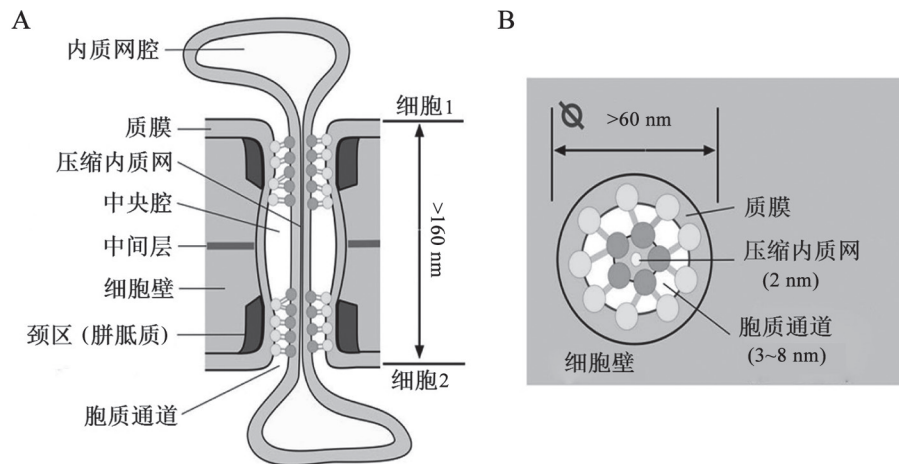 A
内质网腔
质膜
压缩内质网
中央腔
中间层
细胞壁
颈区 (胼胝质)
胞质通道
细胞1
>160 nm
细胞2
B
Ø
>60 nm
质膜
压缩内质网
(2 nm)
胞质通道
(3~8 nm)
细胞壁